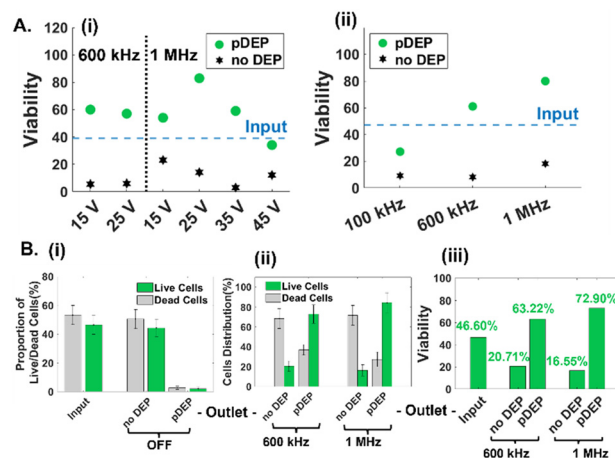 A. (i)
600 kHz 1 MHz
pDEP
no DEP
Input
Viability
100
80
60
40
20
0
15 V 25 V 15 V 25 V 35 V 45 V
(ii)
pDEP
no DEP
Input
Viability
100
80
60
40
20
0
100 kHz 600 kHz 1 MHz
B. (i)
Live Cells
Dead Cells
Proportion of
Live/Dead Cells(%)
80
60
40
20
0
Input no DEP pDEP
OFF
- Outlet -
(ii)
Live Cells
Dead Cells
Cells Distribution(%)
100
80
60
40
20
0
no DEP pDEP no DEP pDEP
600 kHz 1 MHz
- Outlet -
(iii)
Viability
100
80
60
40
20
0
46.60%
20.71%
63.22%
16.55%
72.90%
Input no DEP pDEP no DEP pDEP
600 kHz 1 MHz